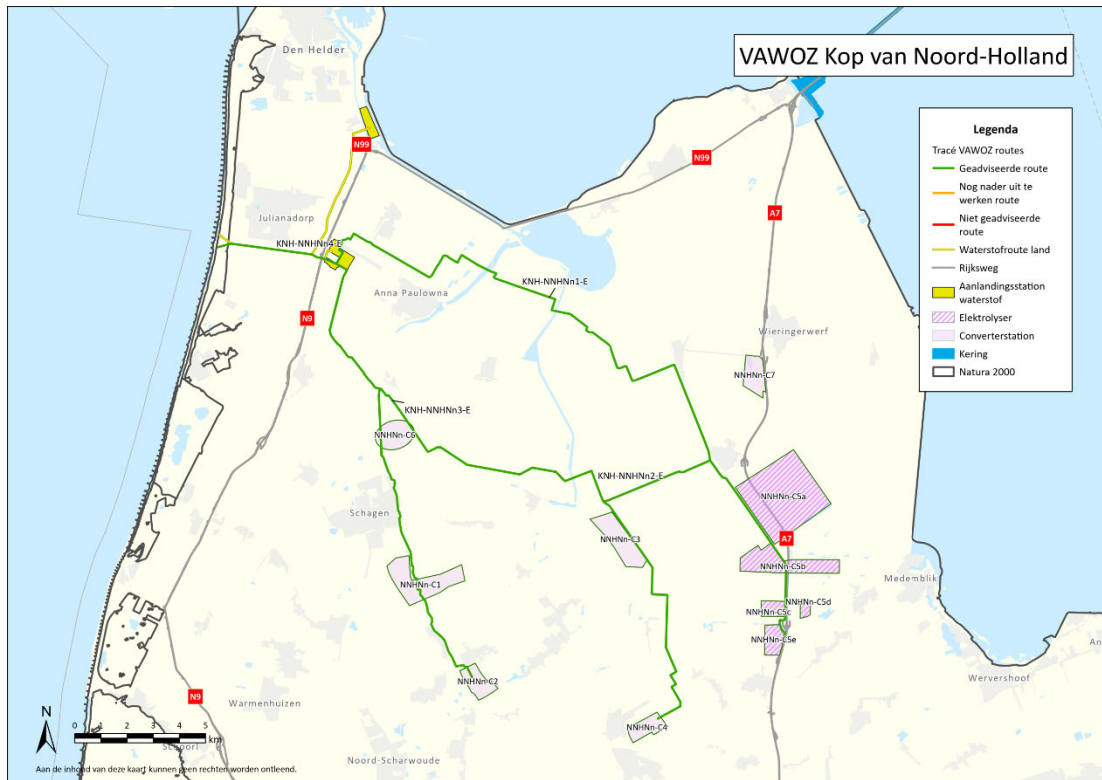 VAWOZ Kop van Noord-Holland
Legenda
Tracé VAWOZ routes
Geadviseerde route
Nog nader uit te
werken route
Niet geadviseerde
route
Waterstofroute land
Rijksweg
Aanlandingsstation
waterstof
Elektrolyser
Converterstation
Kering
Natura 2000
Den Helder
N99
N99
Julianadorp
A7
KNH-NNHNn4-E
KNH-NNHNn1-E
Anna Paulowna
N9
Wieringerwerf
NNHNn-C7
KNH-NNHNn3-E
NNHNn-C6
KNH-NNHNn2-E
NNHNn-C5a
Schagen
NNHNn-C3
A7
NNHNn-C5b
Medemblik
NNHNn-C1
NNHNn-C5d
NNHNn-C5c
NNHNn-C5e
NNHNn-C2
Wervershoof
N9
Warmenhuizen
NNHNn-C4
N
0 1 2 3 4 5
km
Schoorl
Noord-Scharwoude
Aan de inhoud van deze kaart kunnen geen rechten worden ontleend.